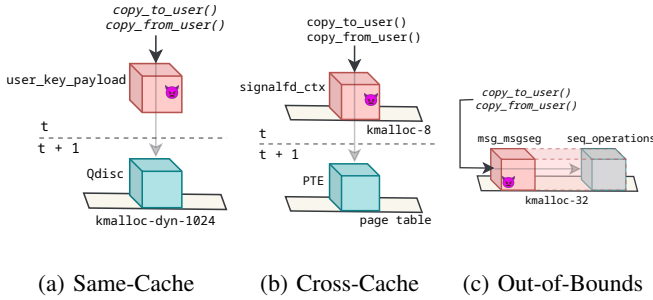 copy_to_user()
copy_from_user()
user_key_payload
t
t + 1
Qdisc
kmalloc-dyn-1024
(a) Same-Cache
copy_to_user()
copy_from_user()
signalfd_ctx
kmalloc-8
t
t + 1
PTE
page table
(b) Cross-Cache
copy_to_user()
copy_from_user()
msg_msgseg
seq_operations
kmalloc-32
(c) Out-of-Bounds